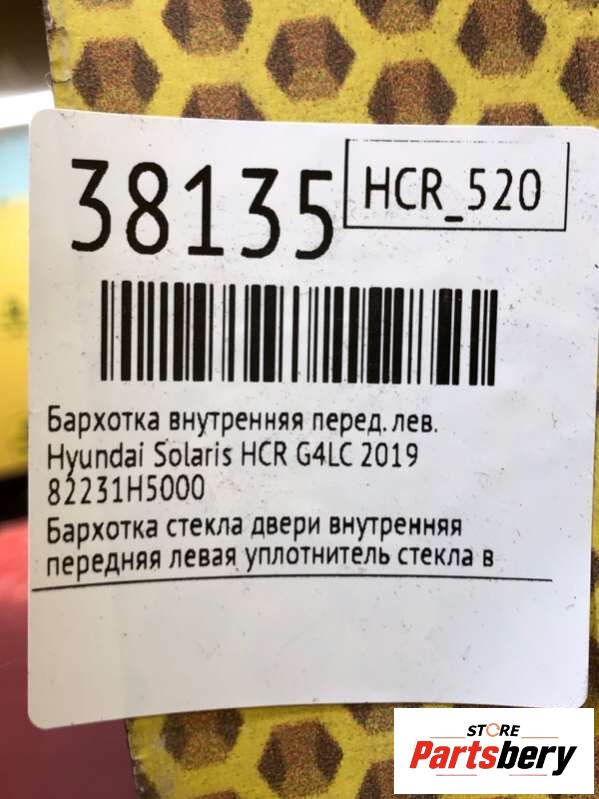 38135
HCR_520
Бархотка внутренняя перед. лев.
Hyundai Solaris HCR G4LC 2019
82231H5000
Бархотка стекла двери внутренняя
передняя левая уплотнитель стекла в
STORE
Partsbery